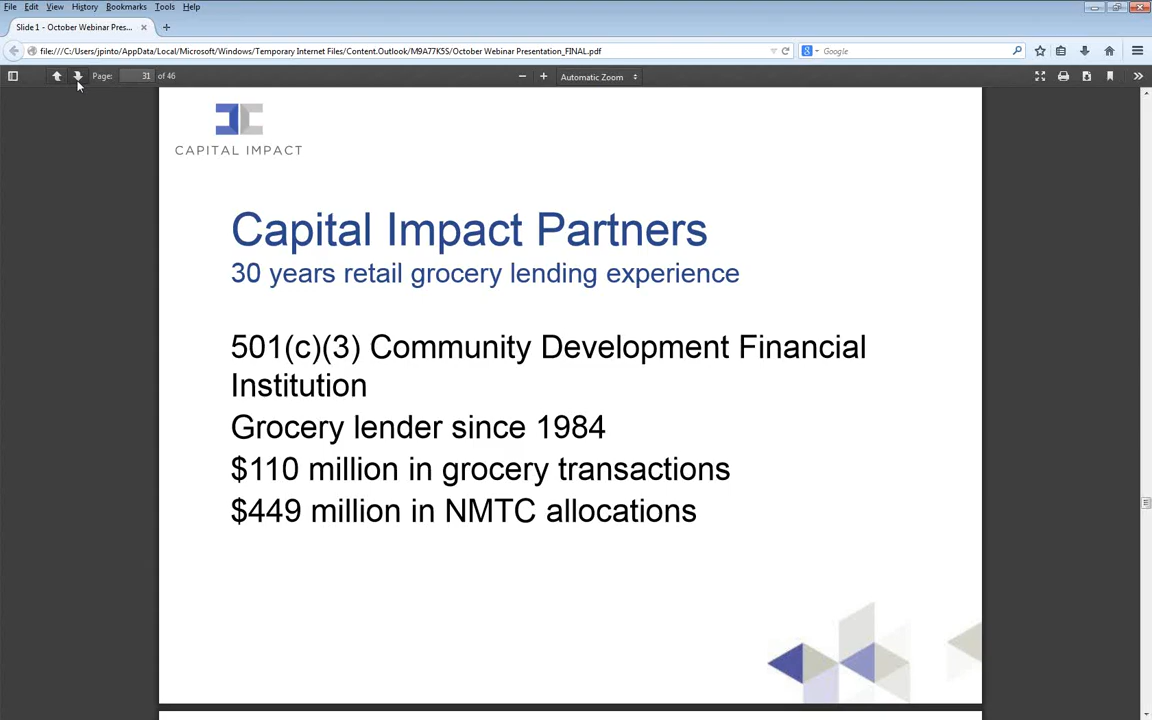 File Edit View History Bookmarks Tools Help
Slide 1 - October Webinar Pres...
file:///C:/Users/jpinto/AppData/Local/Microsoft/Windows/Temporary Internet Files/Content.Outlook/M9A77K5S/October Webinar Presentation_FINAL.pdf
Google
Page: 31 of 46
Automatic Zoom
CAPITAL IMPACT
Capital Impact Partners
30 years retail grocery lending experience
501(c)(3) Community Development Financial
Institution
Grocery lender since 1984
$110 million in grocery transactions
$449 million in NMTC allocations